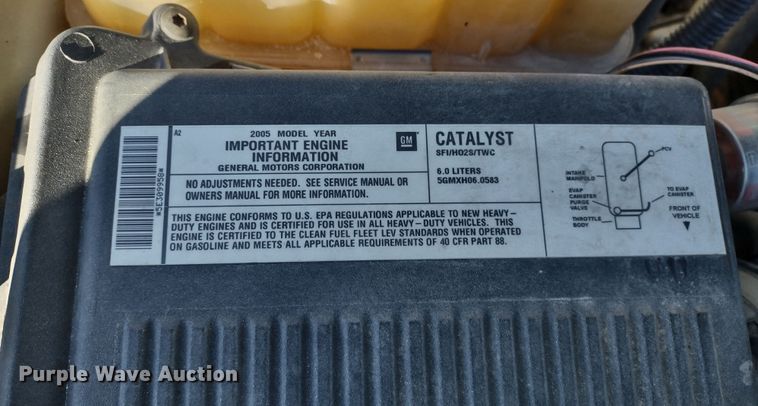 A2
2005 MODEL YEAR
IMPORTANT ENGINE
INFORMATION
GENERAL MOTORS CORPORATION
GM
NO ADJUSTMENTS NEEDED. SEE SERVICE MANUAL OR
OWNERS MANUAL FOR MORE INFORMATION.
THIS ENGINE CONFORMS TO U.S. EPA REGULATIONS APPLICABLE TO NEW HEAVY-
DUTY ENGINES AND IS CERTIFIED FOR USE IN ALL HEAVY-DUTY VEHICLES. THIS
ENGINE IS CERTIFIED TO THE CLEAN FUEL FLEET LEV STANDARDS WHEN OPERATED
ON GASOLINE AND MEETS ALL APPLICABLE REQUIREMENTS OF 40 CFR PART 88.
*5E309958*
CATALYST
SFI/HO2S/TWC
6.0 LITERS
5GMXH06.0583
PCV
INTAKE
MANIFOLD
EVAP
CANISTER
PURGE
VALVE
THROTTLE
BODY
TO EVAP
CANISTER
FRONT OF
VEHICLE
Purple Wave Auction